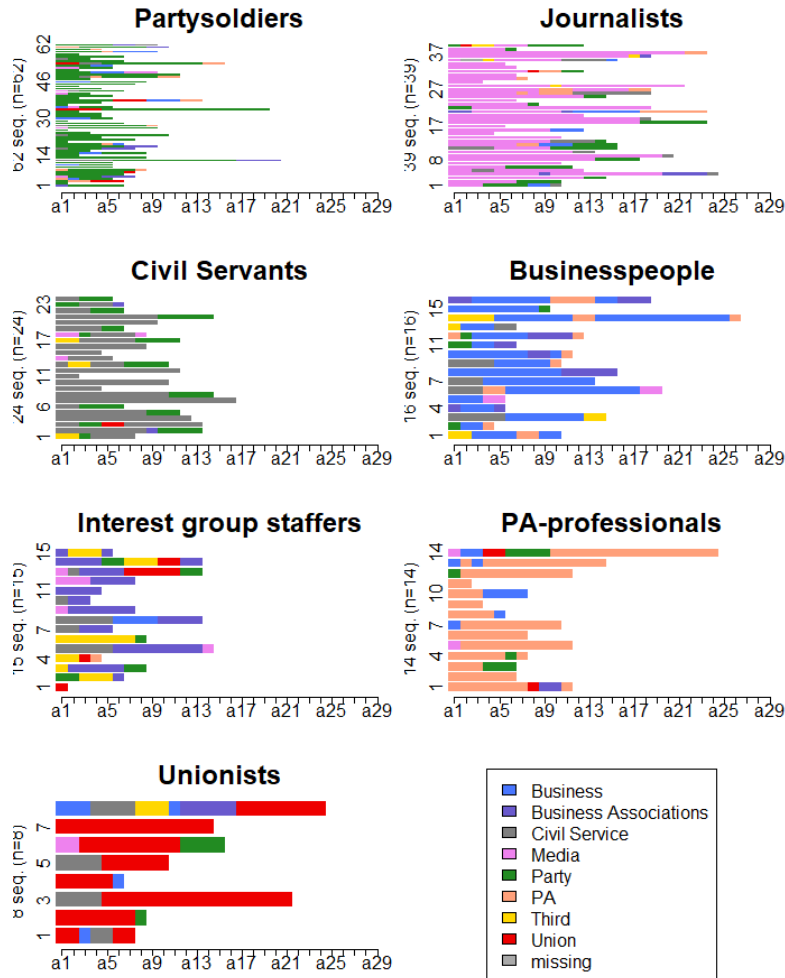 Partysoldiers
62 seq. (n=62)
1 14 30 46 62
a1 a5 a9 a13 a17 a21 a29
Journalists
39 seq. (n=39)
1 8 17 27 37
a1 a5 a9 a13 a17 a21 a25 a29
Civil Servants
24 seq. (n=24)
1 6 11 17 23
a1 a5 a9 a13 a17 a21 a29
Businesspeople
16 seq. (n=16)
1 4 7 11 15
a1 a5 a9 a13 a17 a21 a25 a29
Interest group staffers
15 seq. (n=15)
1 4 7 11 15
a1 a5 a9 a13 a17 a21 a29
PA-professionals
14 seq. (n=14)
1 4 7 10 14
a1 a5 a9 a13 a17 a21 a25 a29
Unionists
8 seq. (n=8)
1 3 5 7
a1 a5 a9 a13 a17 a21 a29
Business
Business Associations
Civil Service
Media
Party
PA
Third
Union
missing